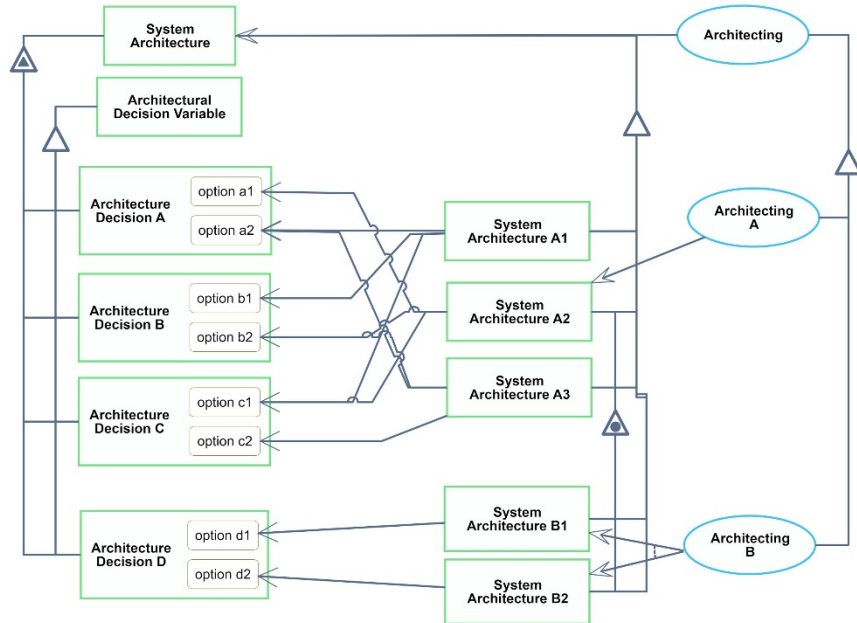 System
Architecture
Architecting
Architectural
Decision Variable
Architecture
Decision A
option a1
option a2
System
Architecture A1
Architecting
A
Architecture
Decision B
option b1
option b2
System
Architecture A2
Architecture
Decision C
option c1
option c2
System
Architecture A3
Architecture
Decision D
option d1
option d2
System
Architecture B1
System
Architecture B2
Architecting
B